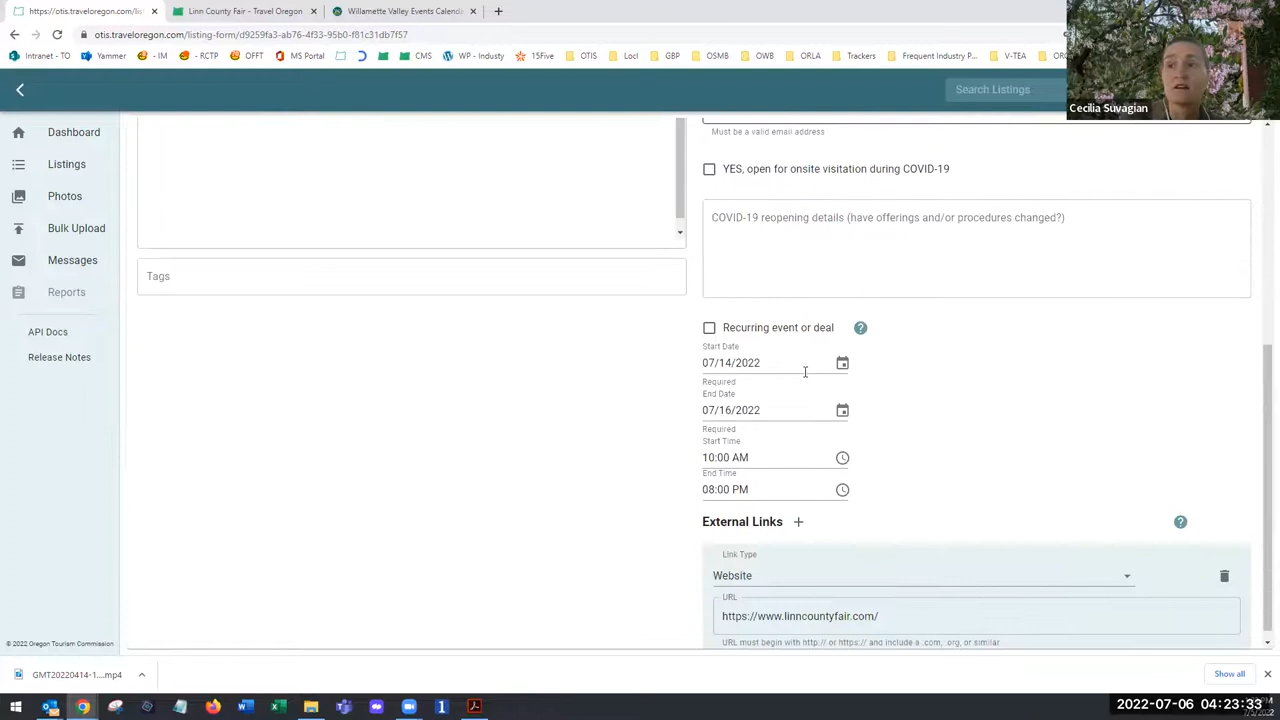 https://otis.traveloregon.com/list
Linn County Fair - Travel Oregon
Willamette Valley Events Calenda
otis.traveloregon.com/listing-form/d9259fa3-ab76-4f33-95b0-f81c31db7f57
Intranet - TO
Yammer
- IM
- RCTP
OFFT
MS Portal
CMS
WP - Industy
15Five
OTIS
Locl
GBP
OSMB
OWB
ORLA
Trackers
Frequent Industry P...
V-TEA
Search Listings
Cecilia Suvagian
Dashboard
Listings
Photos
Bulk Upload
Messages
Reports
API Docs
Release Notes
© 2022 Oregon Tourism Commission
Tags
Must be a valid email address
YES, open for onsite visitation during COVID-19
COVID-19 reopening details (have offerings and/or procedures changed?)
Recurring event or deal
Start Date
07/14/2022
Required
End Date
07/16/2022
Required
Start Time
10:00 AM
End Time
08:00 PM
External Links +
Link Type
Website
URL
https://www.linncountyfair.com/
URL must begin with http:// or https:// and include a .com, .org, or similar
GMT20220414-1....mp4
Show all
2022-07-06 04:23:33